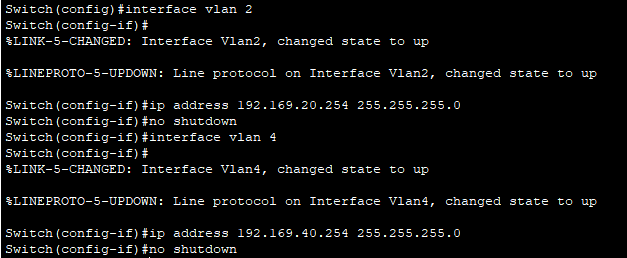 Switch(config)#interface vlan 2
Switch(config-if)#
%LINK-5-CHANGED: Interface Vlan2, changed state to up
%LINEPROTO-5-UPDOWN: Line protocol on Interface Vlan2, changed state to up
Switch(config-if)#ip address 192.169.20.254 255.255.255.0
Switch(config-if)#no shutdown
Switch(config-if)#interface vlan 4
Switch(config-if)#
%LINK-5-CHANGED: Interface Vlan4, changed state to up
%LINEPROTO-5-UPDOWN: Line protocol on Interface Vlan4, changed state to up
Switch(config-if)#ip address 192.169.40.254 255.255.255.0
Switch(config-if)#no shutdown